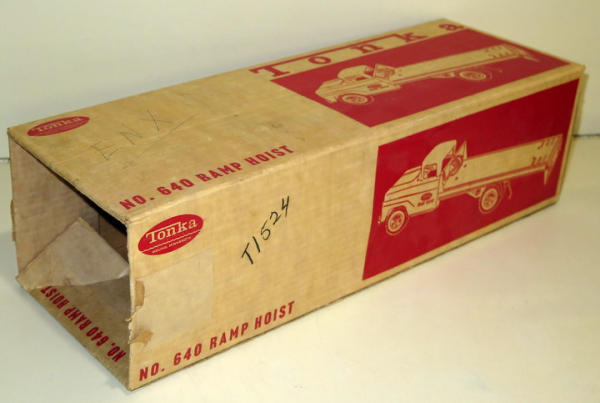 Tonka
Tonka
ENX
NO. 640 RAMP HOIST
Tonka
T1524
NO. 640 RAMP HOIST
NO. 640 RAMP HOIST